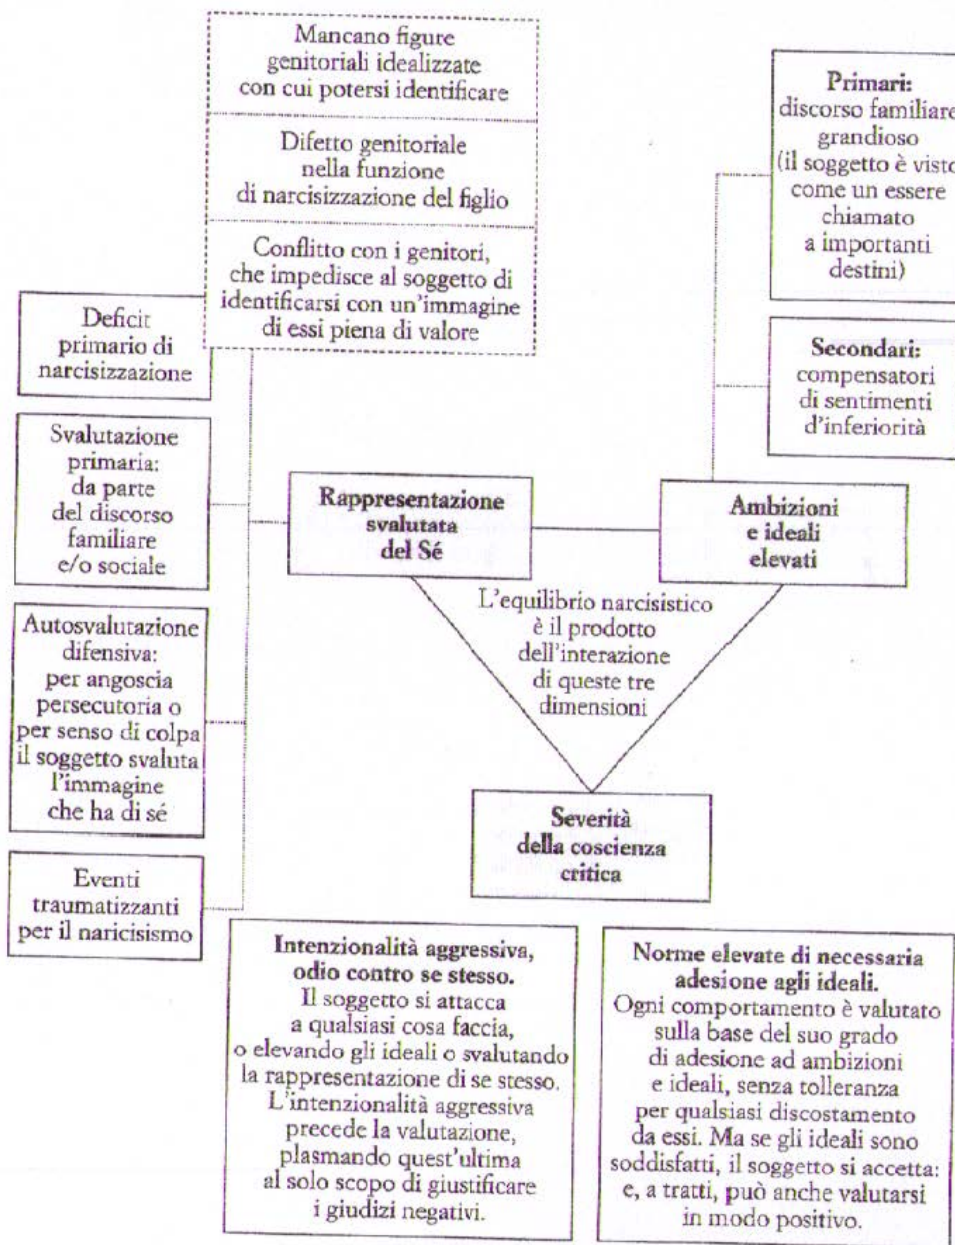 Mancano figure
genitoriali idealizzate
con cui potersi identificare
Difetto genitoriale
nella funzione
di narcisizzazione del figlio
Conflitto con i genitori,
che impedisce al soggetto di
identificarsi con un'immagine
di essi piena di valore
Primari:
discorso familiare
grandioso
(il soggetto è visto
come un essere
chiamato
a importanti
destini)
Secondari:
compensatori
di sentimenti
d'inferiorità
Deficit
primario di
narcisizzazione
Svalutazione
primaria:
da parte
del discorso
familiare
e/o sociale
Autosvalutazione
difensiva:
per angoscia
persecutoria o
per senso di colpa
il soggetto svaluta
l'immagine
che ha di sé
Eventi
traumatizzanti
per il naricisismo
Rappresentazione
svalutata
del Sé
Ambizioni
e ideali
elevati
L'equilibrio narcisistico
è il prodotto
dell'interazione
di queste tre
dimensioni
Severità
della coscienza
critica
Intenzionalità aggressiva,
odio contro se stesso.
Il soggetto si attacca
a qualsiasi cosa faccia,
o elevando gli ideali o svalutando
la rappresentazione di se stesso.
L'intenzionalità aggressiva
precede la valutazione,
plasmando quest'ultima
al solo scopo di giustificare
i giudizi negativi.
Norme elevate di necessaria
adesione agli ideali.
Ogni comportamento è valutato
sulla base del suo grado
di adesione ad ambizioni
e ideali, senza tolleranza
per qualsiasi discostamento
da essi. Ma se gli ideali sono
soddisfatti, il soggetto si accetta:
e, a tratti, può anche valutarsi
in modo positivo.